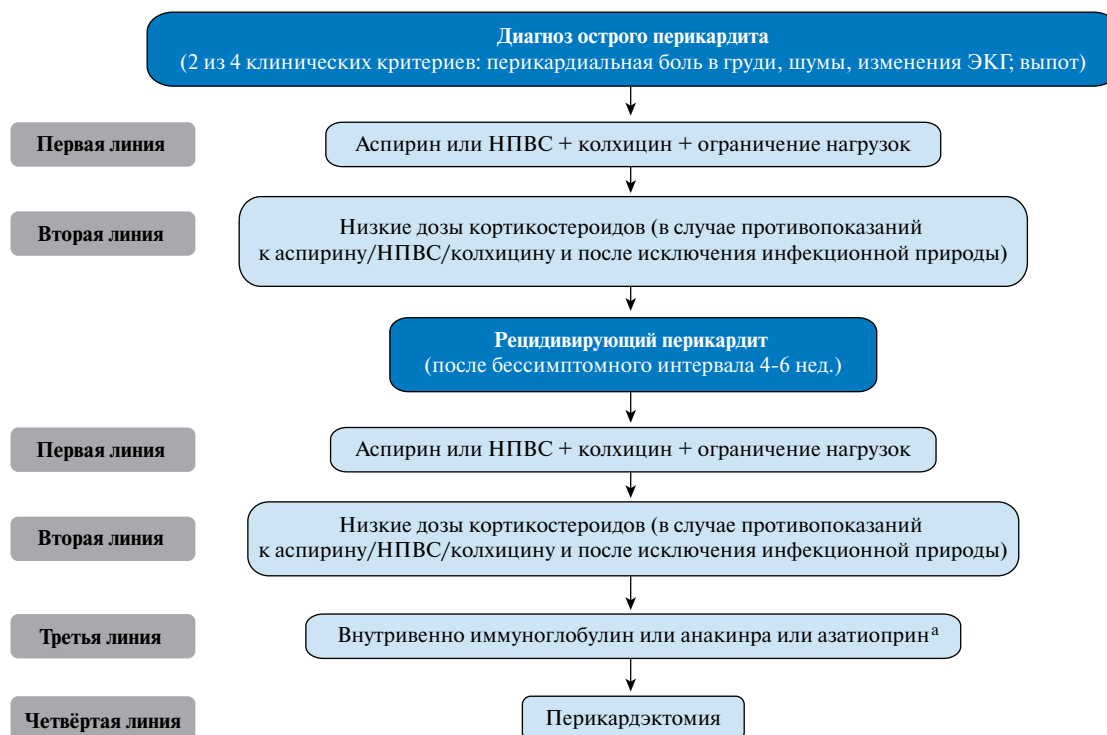 Диагноз острого перикардита
(2 из 4 клинических критериев: перикардиальная боль в груди, шумы, изменения ЭКГ; выпот)
Первая линия
Аспирин или НПВС + колхицин + ограничение нагрузок
Вторая линия
Низкие дозы кортикостероидов (в случае противопоказаний
к аспирину/НПВС/колхицину и после исключения инфекционной природы)
Рецидивирующий перикардит
(после бессимптомного интервала 4-6 нед.)
Первая линия
Аспирин или НПВС + колхицин + ограничение нагрузок
Вторая линия
Низкие дозы кортикостероидов (в случае противопоказаний
к аспирину/НПВС/колхицину и после исключения инфекционной природы)
Третья линия
Внутривенно иммуноглобулин или анакинра или азатиопринᵃ
Четвёртая линия
Перикардэктомия